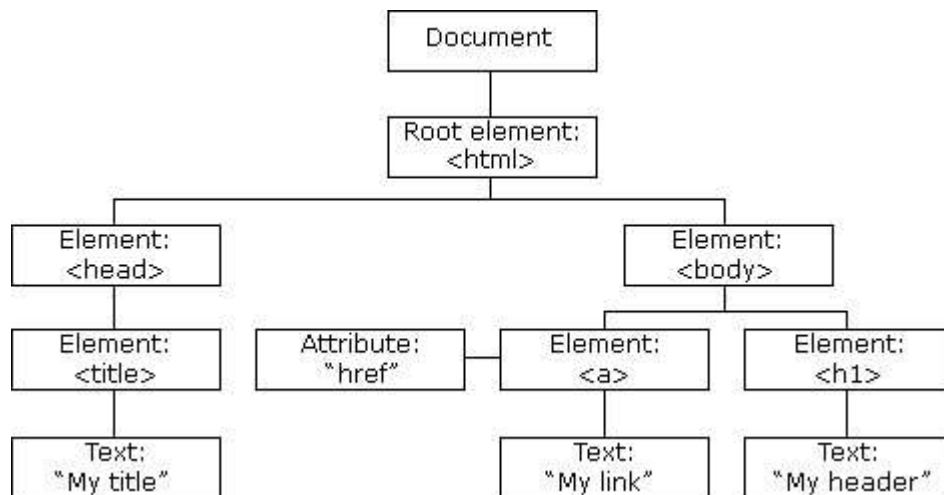 Document
Root element:
<html>
Element:
<head>
Element:
<body>
Element:
<title>
Attribute:
“href”
Element:
<a>
Element:
<h1>
Text:
“My title”
Text:
“My link”
Text:
“My header”